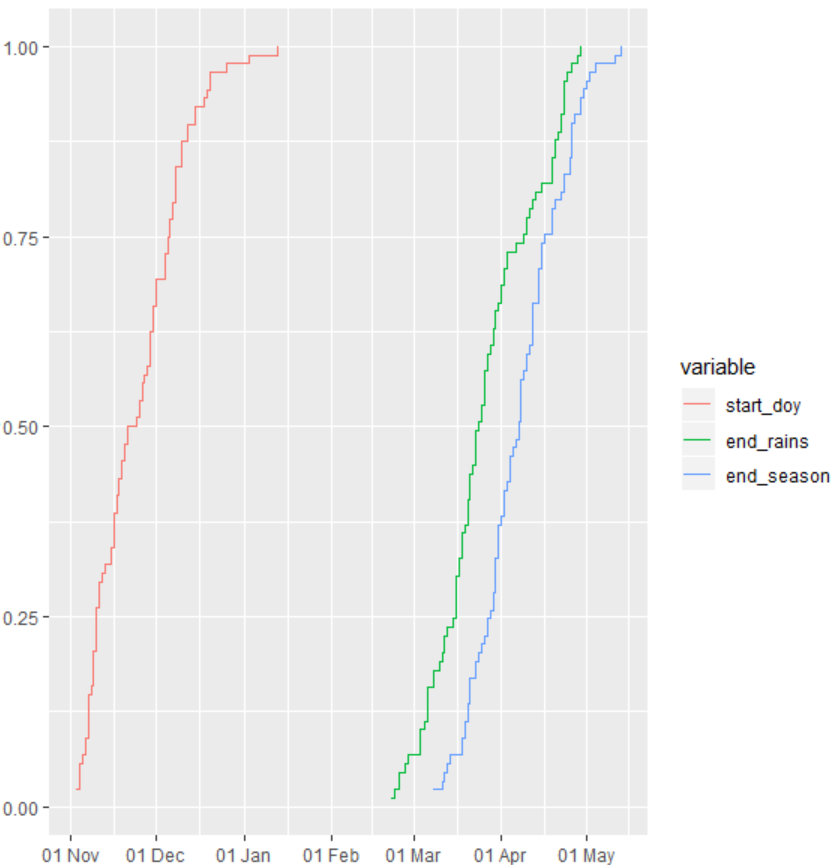 1.00
0.75
0.50
0.25
0.00
01 Nov 01 Dec 01 Jan 01 Feb 01 Mar 01 Apr 01 May
variable
start_doy
end_rains
end_season